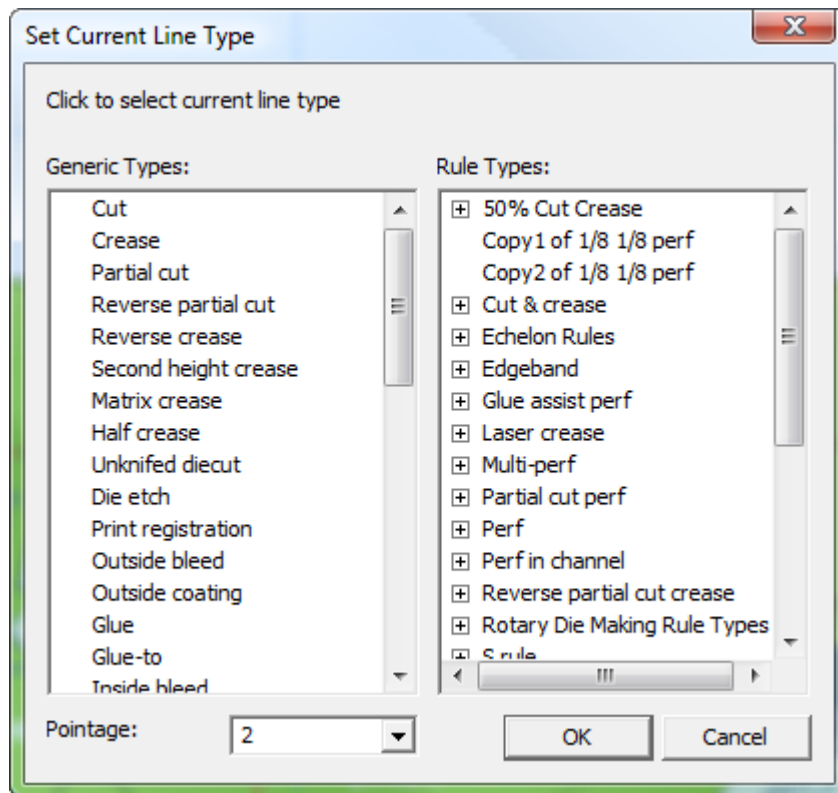 Set Current Line Type
Click to select current line type
Generic Types:
Cut
Crease
Partial cut
Reverse partial cut
Reverse crease
Second height crease
Matrix crease
Half crease
Unknifed diecut
Die etch
Print registration
Outside bleed
Outside coating
Glue
Glue-to
Inside bleed
Rule Types:
50% Cut Crease
Copy1 of 1/8 1/8 perf
Copy2 of 1/8 1/8 perf
Cut & crease
Echelon Rules
Edgeband
Glue assist perf
Laser crease
Multi-perf
Partial cut perf
Perf
Perf in channel
Reverse partial cut crease
Rotary Die Making Rule Types
S rule
Pointage:
2
OK
Cancel